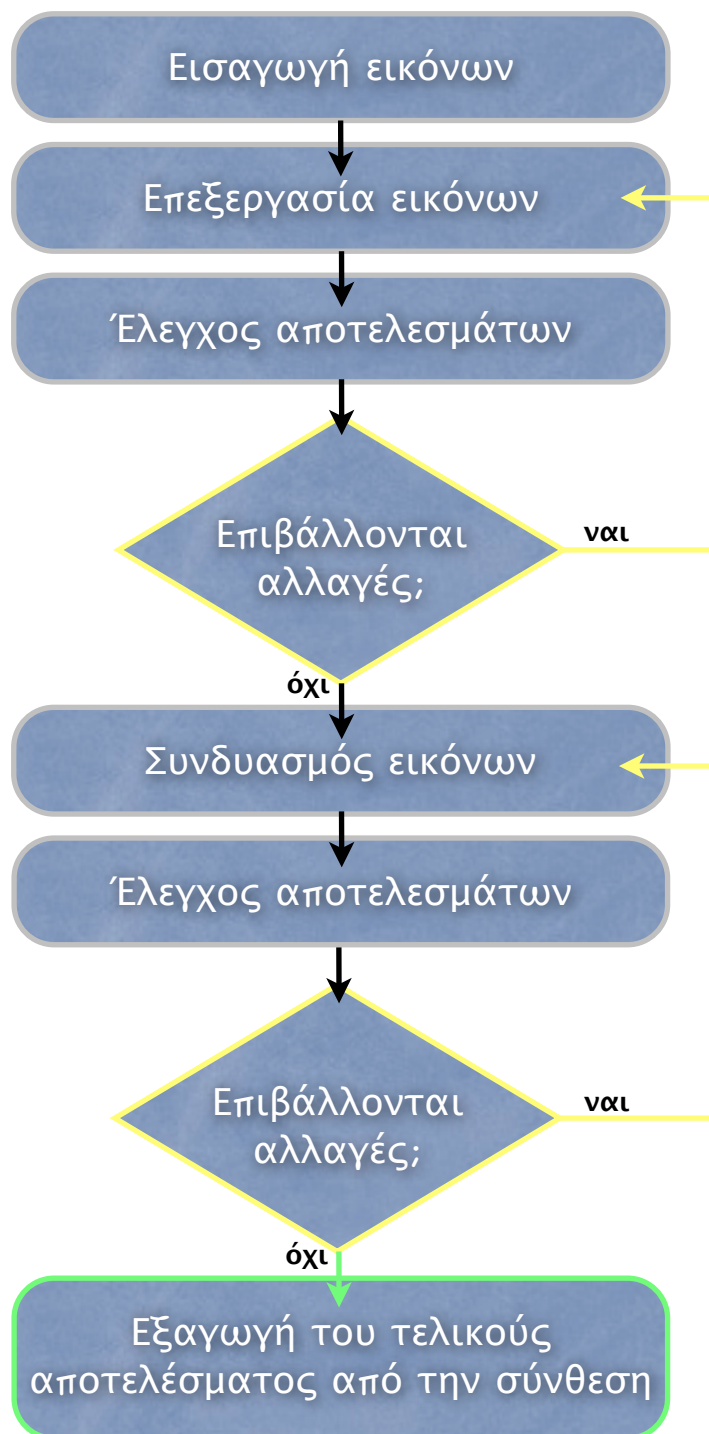 Εισαγωγή εικόνων
Επεξεργασία εικόνων
Έλεγχος αποτελεσμάτων
Επιβάλλονται
αλλαγές;
ναι
όχι
Συνδυασμός εικόνων
Έλεγχος αποτελεσμάτων
Επιβάλλονται
αλλαγές;
ναι
όχι
Εξαγωγή του τελικούς
αποτελέσματος από την σύνθεση